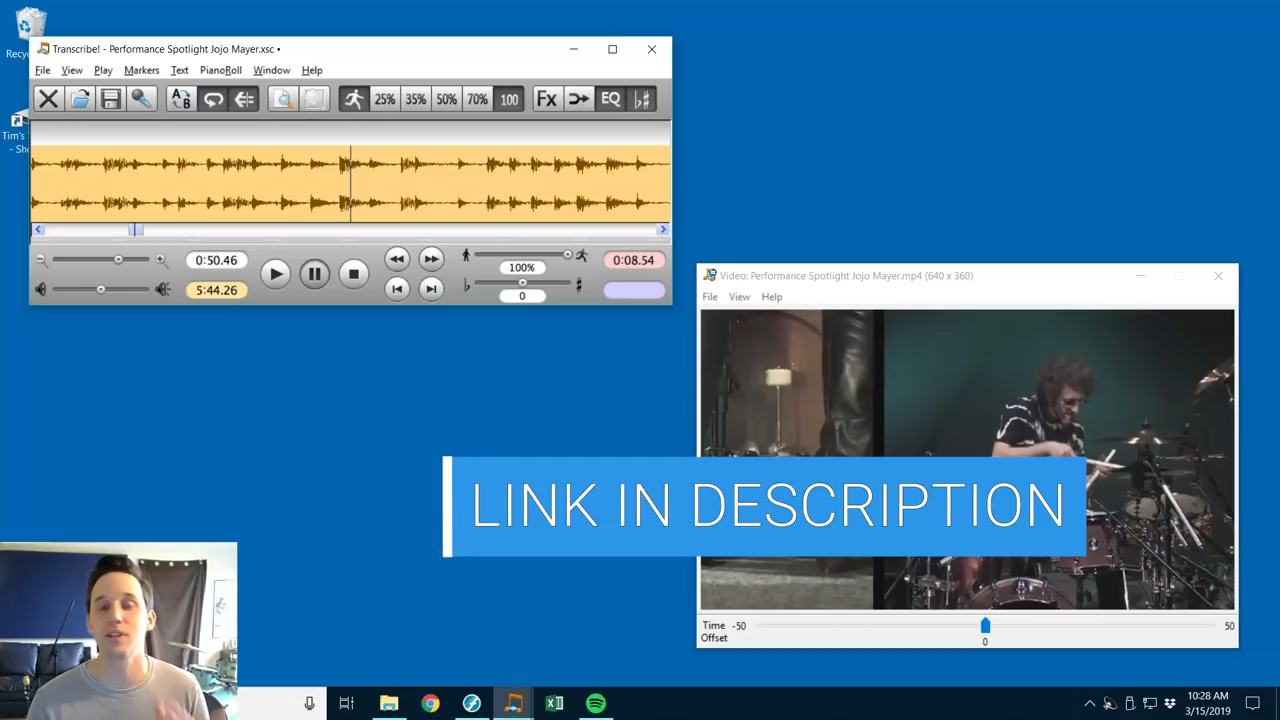 Recy
Transcribe! - Performance Spotlight Jojo Mayer.xsc •
File View Play Markers Text PianoRoll Window Help
A B 25% 35% 50% 70% 100 Fx EQ
0:50.46
100%
0:08.54
5:44.26
0
Tim's
- Sho
Video: Performance Spotlight Jojo Mayer.mp4 (640 x 360)
File View Help
LINK IN DESCRIPTION
Time -50 50
Offset
0
10:28 AM
3/15/2019